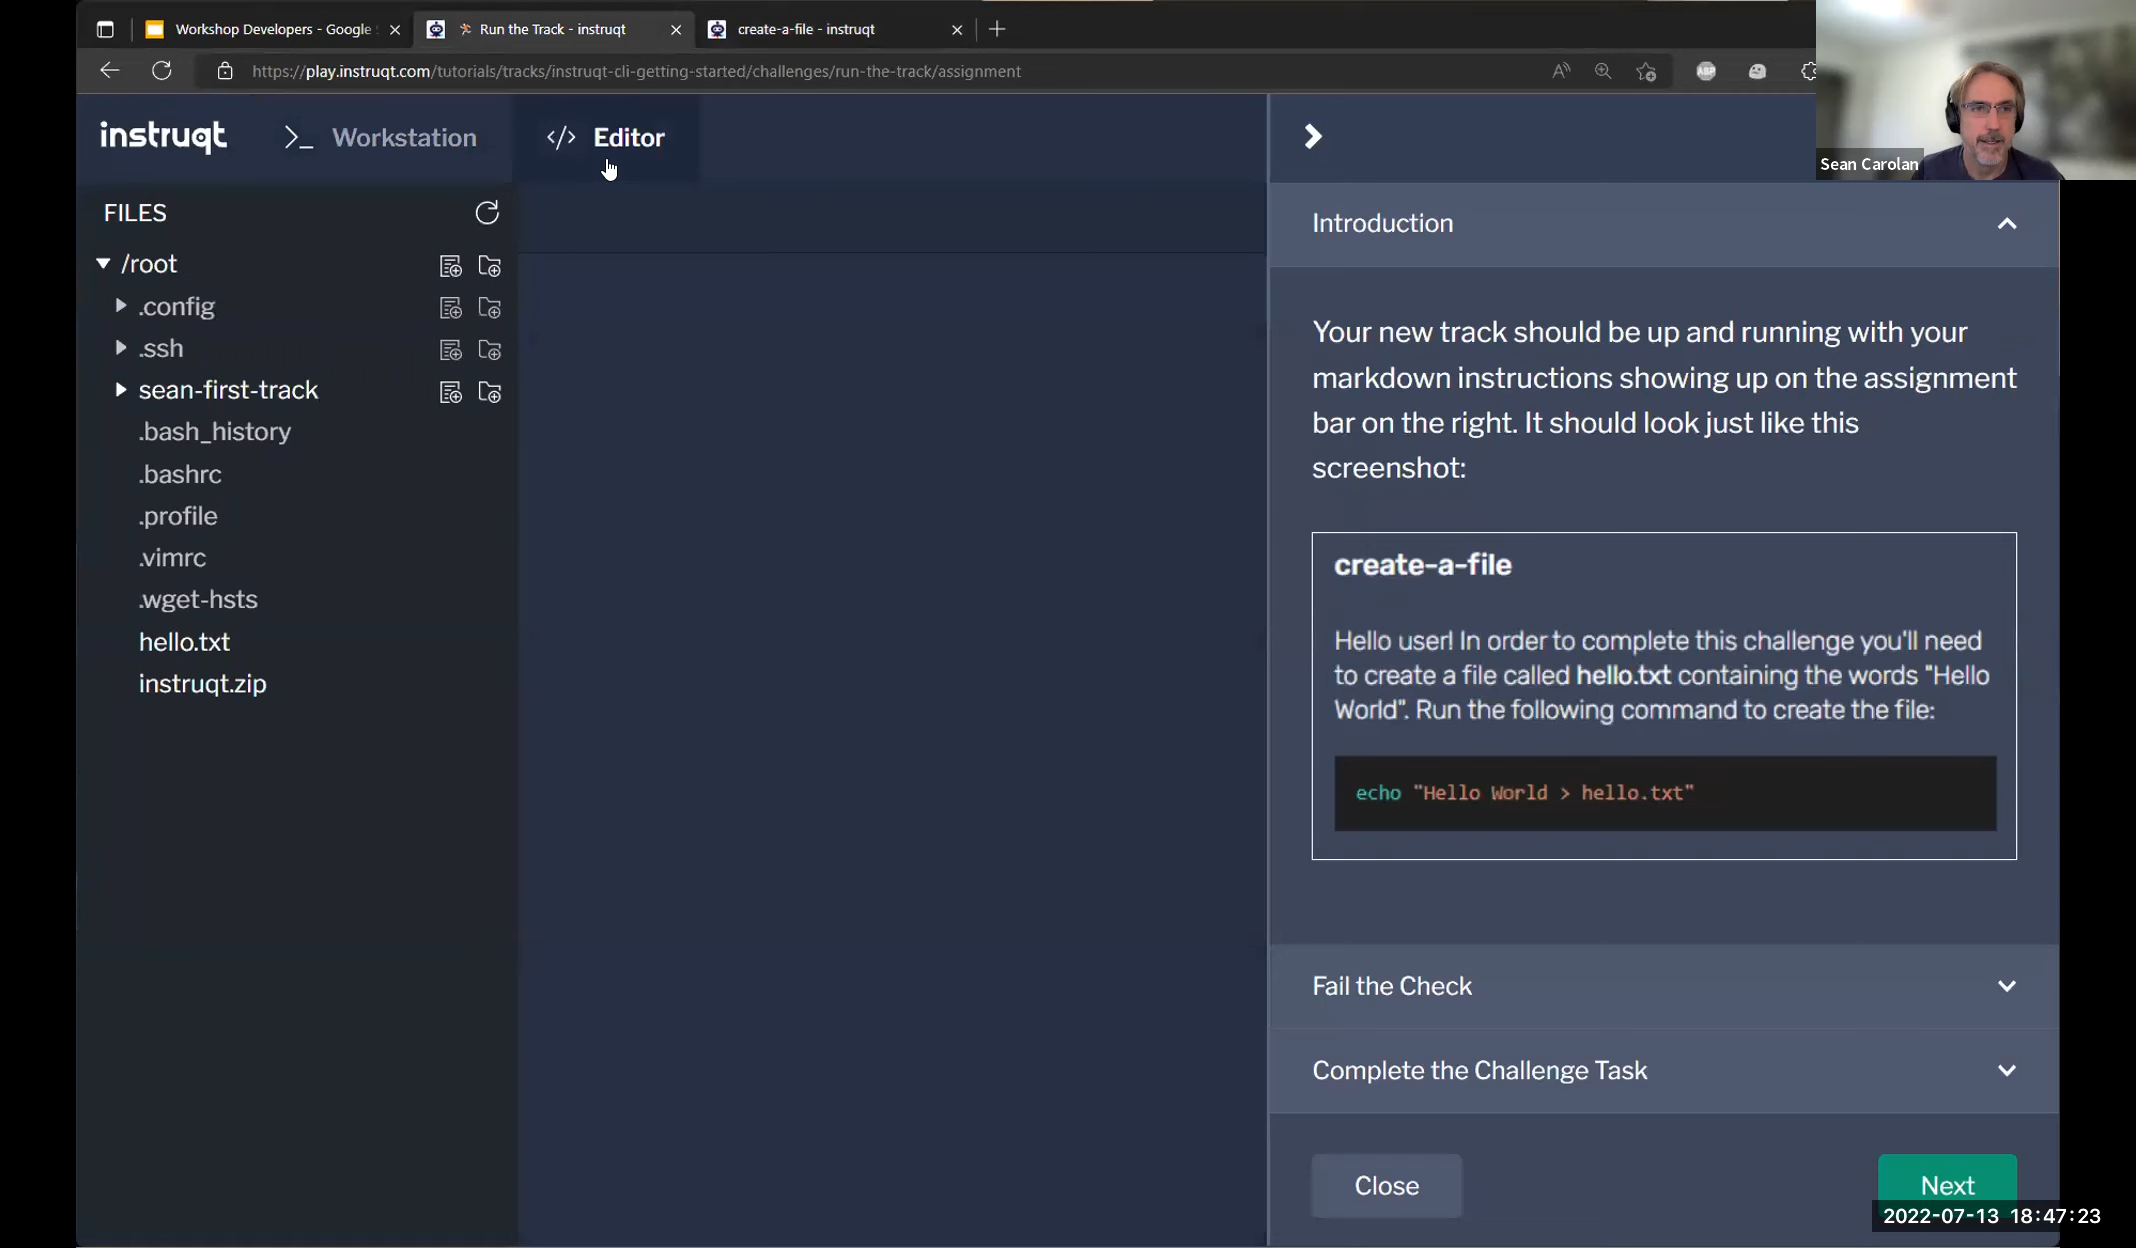 Workshop Developers - Google
Run the Track - instruqt
create-a-file - instruqt
https://play.instruqt.com/tutorials/tracks/instruqt-cli-getting-started/challenges/run-the-track/assignment
ABP
Sean Carolan
instruqt
>_ Workstation
</> Editor
FILES
/root
.config
.ssh
sean-first-track
.bash_history
.bashrc
.profile
.vimrc
.wget-hsts
hello.txt
instruqt.zip
Introduction
Your new track should be up and running with your
markdown instructions showing up on the assignment
bar on the right. It should look just like this
screenshot:
create-a-file
Hello user! In order to complete this challenge you'll need
to create a file called hello.txt containing the words "Hello
World". Run the following command to create the file:
echo "Hello World > hello.txt"
Fail the Check
Complete the Challenge Task
Close
Next
2022-07-13 18:47:23